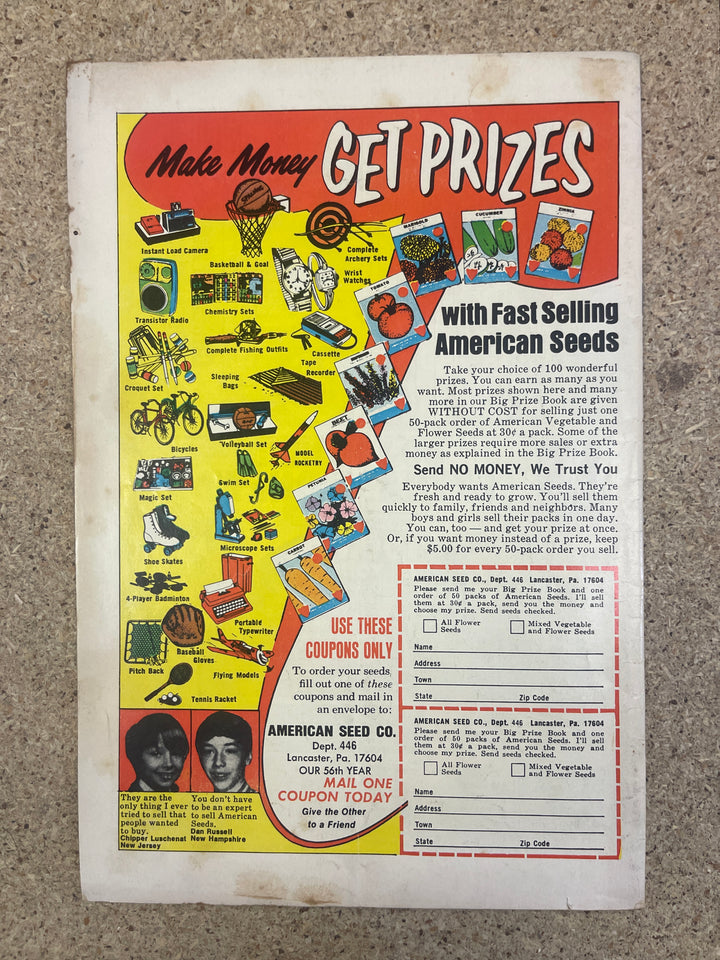 Make Money GET PRIZES
SPALDING
Instant Load Camera
Basketball & Goal
Complete
Archery Sets
Wrist
Watches
Transistor Radio
Chemistry Sets
Complete Fishing Outfits
Cassette
Tape
Recorder
Croquet Set
Sleeping
Bags
Bicycles
Volleyball Set
MODEL
ROCKETRY
Magic Set
Swim Set
Shoe Skates
Microscope Sets
4-Player Badminton
Portable
Typewriter
Pitch Back
Baseball
Gloves
Flying Models
Tennis Racket
MARIGOLD
CUCUMBER
ZINNIA
TOMATO
BEET
PETUNIA
CARROT
with Fast Selling
American Seeds
Take your choice of 100 wonderful
prizes. You can earn as many as you
want. Most prizes shown here and many
more in our Big Prize Book are given
WITHOUT COST for selling just one
50-pack order of American Vegetable and
Flower Seeds at 30¢ a pack. Some of the
larger prizes require more sales or extra
money as explained in the Big Prize Book.
Send NO MONEY, We Trust You
Everybody wants American Seeds. They're
fresh and ready to grow. You'll sell them
quickly to family, friends and neighbors. Many
boys and girls sell their packs in one day.
You can, too — and get your prize at once.
Or, if you want money instead of a prize, keep
$5.00 for every 50-pack order you sell.
USE THESE
COUPONS ONLY
To order your seeds,
fill out one of these
coupons and mail in
an envelope to:
AMERICAN SEED CO.
Dept. 446
Lancaster, Pa. 17604
OUR 56th YEAR
MAIL ONE
COUPON TODAY
Give the Other
to a Friend
They are the
only thing I ever
tried to sell that
people wanted
to buy.
Chipper Luschenat
New Jersey
You don't have
to be an expert
to sell American
Seeds.
Dan Russell
New Hampshire
AMERICAN SEED CO., Dept. 446 Lancaster, Pa. 17604
Please send me your Big Prize Book and one
order of 50 packs of American Seeds. I'll sell
them at 30¢ a pack, send you the money and
choose my prize. Send seeds checked.
All Flower
Seeds
Mixed Vegetable
and Flower Seeds
Name
Address
Town
State Zip Code
AMERICAN SEED CO., Dept. 446 Lancaster, Pa. 17604
Please send me your Big Prize Book and one
order of 50 packs of American Seeds. I'll sell
them at 30¢ a pack, send you the money and
choose my prize. Send seeds checked.
All Flower
Seeds
Mixed Vegetable
and Flower Seeds
Name
Address
Town
State Zip Code